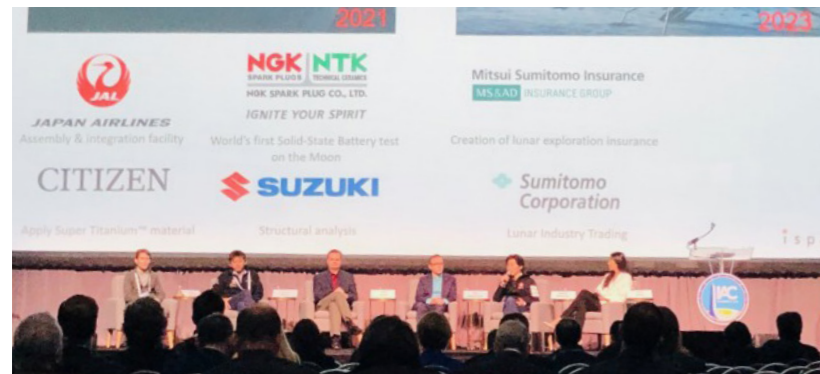 2021
2023
JAL
JAPAN AIRLINES
Assembly & integration facility
NGK NTK
SPARK PLUGS TECHNICAL CERAMICS
NGK SPARK PLUG CO., LTD.
IGNITE YOUR SPIRIT
World's first Solid-State Battery test
on the Moon
Mitsui Sumitomo Insurance
MS&AD INSURANCE GROUP
Creation of lunar exploration insurance
CITIZEN
Apply Super Titanium™ material
SUZUKI
Structural analysis
Sumitomo
Corporation
Lunar Industry Trading
isp
IAC